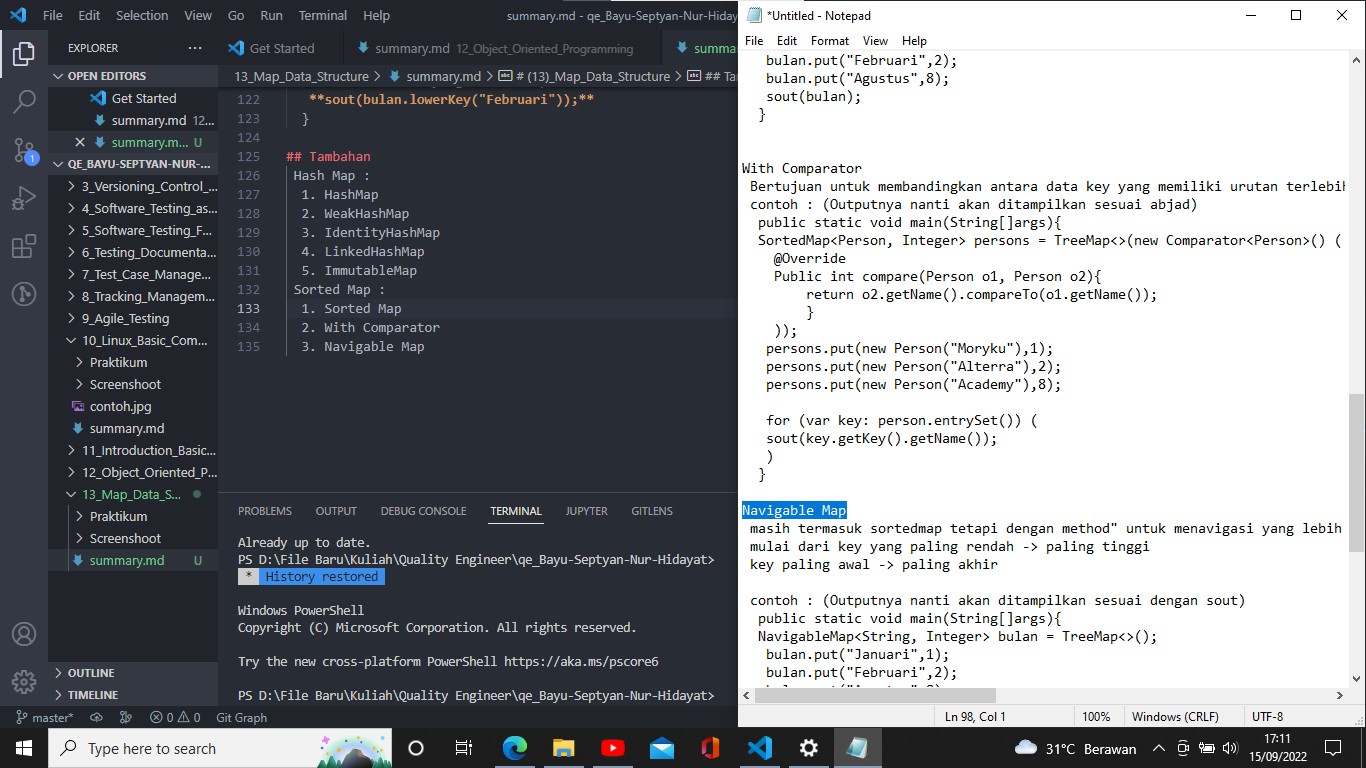 File Edit Selection View Go Run Terminal Help
summary.md - qe_Bayu-Septyan-Nur-Hiday
EXPLORER
OPEN EDITORS
Get Started
summary.md 12...
summary.m... U
QE_BAYU-SEPTYAN-NUR-...
3_Versioning_Control_...
4_Software_Testing_as...
5_Software_Testing_F...
6_Testing_Documenta...
7_Test_Case_Manage...
8_Tracking_Managem...
9_Agile_Testing
10_Linux_Basic_Com...
Praktikum
Screenshoot
contoh.jpg
summary.md
11_Introduction_Basic...
12_Object_Oriented_P...
13_Map_Data_S...
Praktikum
Screenshoot
summary.md U
OUTLINE
TIMELINE
1
Get Started
summary.md 12_Object_Oriented_Programming
summa
13_Map_Data_Structure > summary.md > # (13)_Map_Data_Structure > ## Ta
122 **sout(bulan.lowerKey("Februari"));**
123 }
124
125 ## Tambahan
126 Hash Map :
127 1. HashMap
128 2. WeakHashMap
129 3. IdentityHashMap
130 4. LinkedHashMap
131 5. ImmutableMap
132 Sorted Map :
133 1. Sorted Map
134 2. With Comparator
135 3. Navigable Map
PROBLEMS OUTPUT DEBUG CONSOLE TERMINAL JUPYTER GITLENS
Already up to date.
PS D:\File Baru\Kuliah\Quality Engineer\qe_Bayu-Septyan-Nur-Hidayat>
* History restored
Windows PowerShell
Copyright (C) Microsoft Corporation. All rights reserved.
Try the new cross-platform PowerShell https://aka.ms/pscore6
PS D:\File Baru\Kuliah\Quality Engineer\qe_Bayu-Septyan-Nur-Hidayat>
master* 0 0 Git Graph
*Untitled - Notepad
File Edit Format View Help
bulan.put("Februari",2);
bulan.put("Agustus",8);
sout(bulan);
}
With Comparator
Bertujuan untuk membandingkan antara data key yang memiliki urutan terlebih
contoh : (Outputnya nanti akan ditampilkan sesuai abjad)
public static void main(String[]args){
SortedMap<Person, Integer> persons = TreeMap<>(new Comparator<Person>() (
@Override
Public int compare(Person o1, Person o2){
return o2.getName().compareTo(o1.getName());
}
));
persons.put(new Person("Moryku"),1);
persons.put(new Person("Alterra"),2);
persons.put(new Person("Academy"),8);
for (var key: person.entrySet()) (
sout(key.getKey().getName());
)
}
Navigable Map
masih termasuk sortedmap tetapi dengan method" untuk menavigasi yang lebih
mulai dari key yang paling rendah -> paling tinggi
key paling awal -> paling akhir
contoh : (Outputnya nanti akan ditampilkan sesuai dengan sout)
public static void main(String[]args){
NavigableMap<String, Integer> bulan = TreeMap<>();
bulan.put("Januari",1);
bulan.put("Februari",2);
Ln 98, Col 1 100% Windows (CRLF) UTF-8
Type here to search
31°C Berawan
17:11
15/09/2022